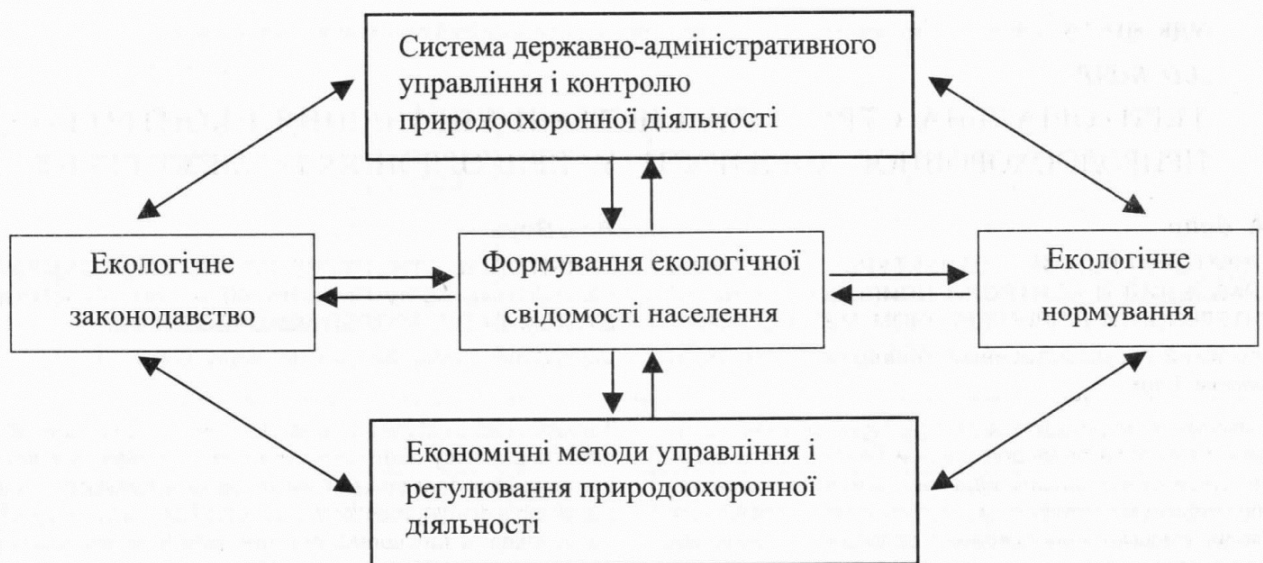 Система державно-адміністративного
управління і контролю
природоохоронної діяльності
Екологічне
законодавство
Формування екологічної
свідомості населення
Екологічне
нормування
Економічні методи управління і
регулювання природоохоронної
діяльності